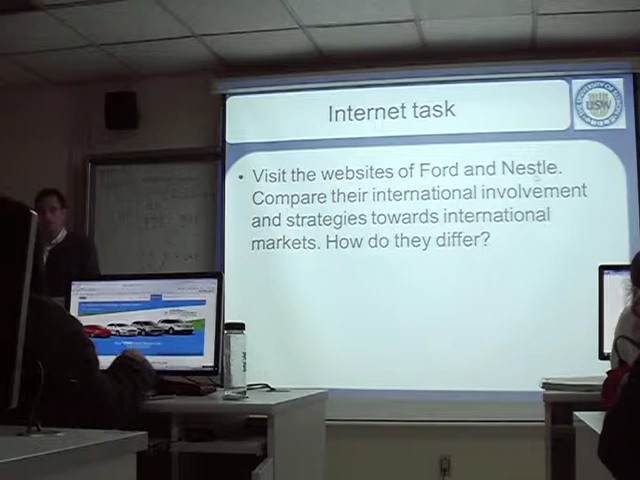 Internet task
• Visit the websites of Ford and Nestle.
Compare their international involvement
and strategies towards international
markets. How do they differ?